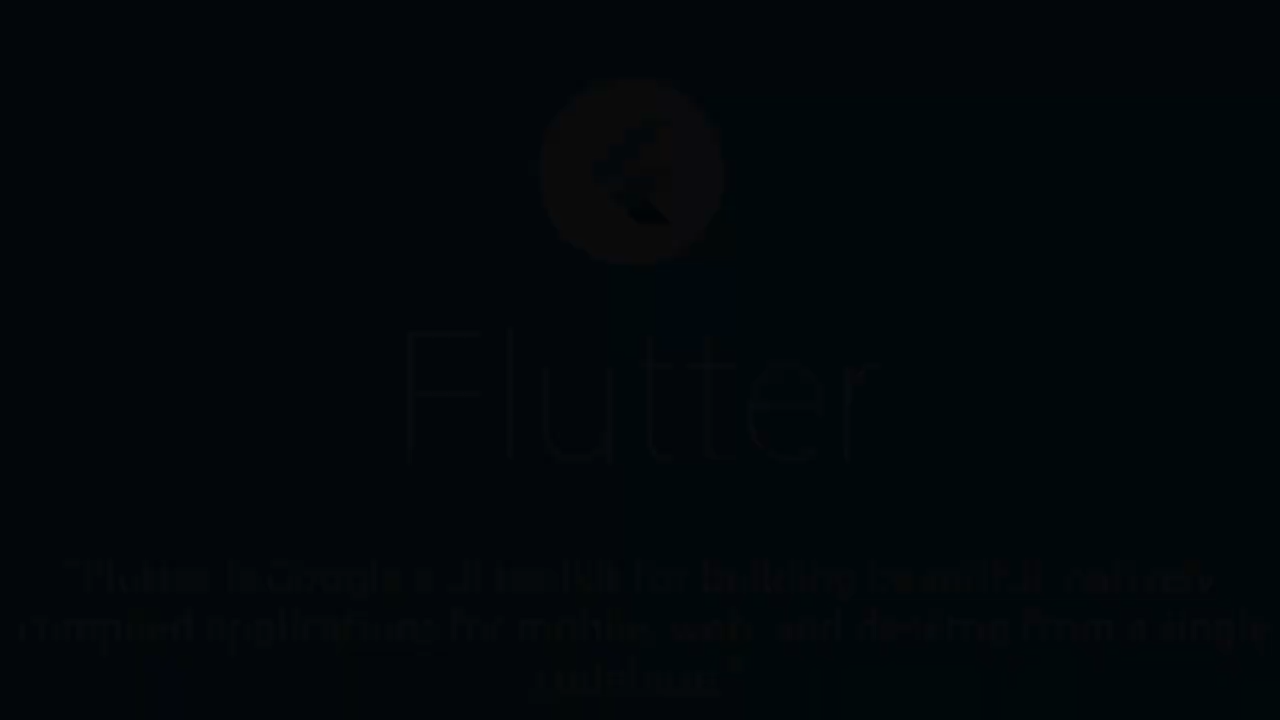 Flutter
"Flutter is Google's UI toolkit for building beautiful, natively
compiled applications for mobile, web, and desktop from a single
codebase."